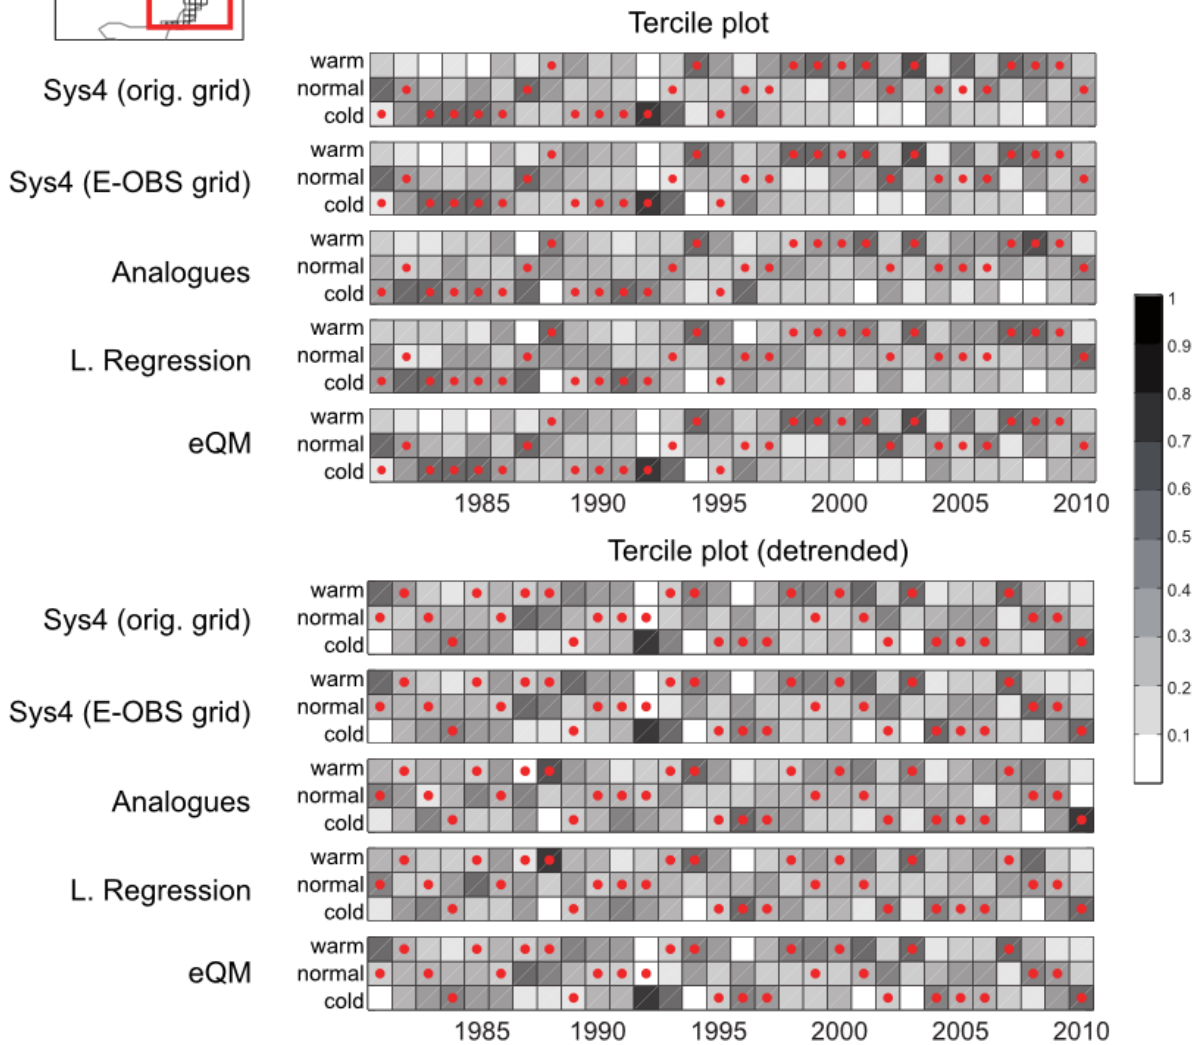 Tercile plot
Sys4 (orig. grid)
warm
normal
cold
Sys4 (E-OBS grid)
warm
normal
cold
Analogues
warm
normal
cold
L. Regression
warm
normal
cold
eQM
warm
normal
cold
1985 1990 1995 2000 2005 2010
Tercile plot (detrended)
Sys4 (orig. grid)
warm
normal
cold
Sys4 (E-OBS grid)
warm
normal
cold
Analogues
warm
normal
cold
L. Regression
warm
normal
cold
eQM
warm
normal
cold
1985 1990 1995 2000 2005 2010
1
0.9
0.8
0.7
0.6
0.5
0.4
0.3
0.2
0.1